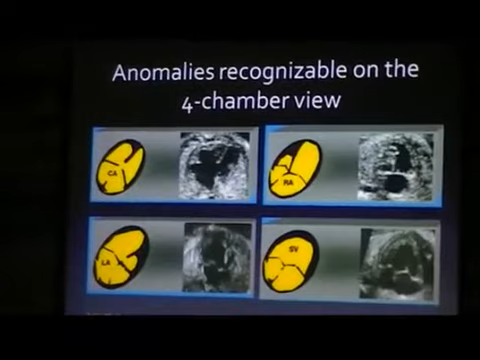 Anomalies recognizable on the
4-chamber view
CA
RA
LA
SV